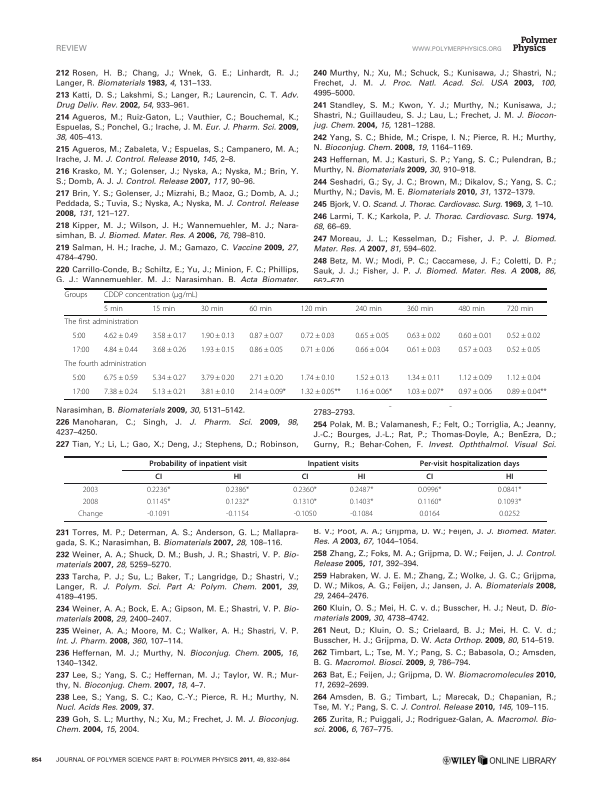 REVIEW
WWW.POLYMERPHYSICS.ORG
Polymer
Physics
212 Rosen, H. B.; Chang, J.; Wnek, G. E.; Linhardt, R. J.;
Langer, R. Biomaterials 1983, 4, 131–133.
213 Katti, D. S.; Lakshmi, S.; Langer, R.; Laurencin, C. T. Adv.
Drug Deliv. Rev. 2002, 54, 933–961.
214 Agueros, M.; Ruiz-Gaton, L.; Vauthier, C.; Bouchemal, K.;
Espuelas, S.; Ponchel, G.; Irache, J. M. Eur. J. Pharm. Sci. 2009,
38, 405–413.
215 Agueros, M.; Zabaleta, V.; Espuelas, S.; Campanero, M. A.;
Irache, J. M. J. Control. Release 2010, 145, 2–8.
216 Krasko, M. Y.; Golenser, J.; Nyska, A.; Nyska, M.; Brin, Y.
S.; Domb, A. J. J. Control. Release 2007, 117, 90–96.
217 Brin, Y. S.; Golenser, J.; Mizrahi, B.; Maoz, G.; Domb, A. J.;
Peddada, S.; Tuvia, S.; Nyska, A.; Nyska, M. J. Control. Release
2008, 131, 121–127.
218 Kipper, M. J.; Wilson, J. H.; Wannemuehler, M. J.; Nara-
simhan, B. J. Biomed. Mater. Res. A 2006, 76, 798–810.
219 Salman, H. H.; Irache, J. M.; Gamazo, C. Vaccine 2009, 27,
4784–4790.
220 Carrillo-Conde, B.; Schiltz, E.; Yu, J.; Minion, F. C.; Phillips,
G. J.; Wannemuehler, M. J.; Narasimhan, B. Acta Biomater.
240 Murthy, N.; Xu, M.; Schuck, S.; Kunisawa, J.; Shastri, N.;
Frechet, J. M. J. Proc. Natl. Acad. Sci. USA 2003, 100,
4995–5000.
241 Standley, S. M.; Kwon, Y. J.; Murthy, N.; Kunisawa, J.;
Shastri, N.; Guillaudeu, S. J.; Lau, L.; Frechet, J. M. J. Biocon-
jug. Chem. 2004, 15, 1281–1288.
242 Yang, S. C.; Bhide, M.; Crispe, I. N.; Pierce, R. H.; Murthy,
N. Bioconjug. Chem. 2008, 19, 1164–1169.
243 Heffernan, M. J.; Kasturi, S. P.; Yang, S. C.; Pulendran, B.;
Murthy, N. Biomaterials 2009, 30, 910–918.
244 Seshadri, G.; Sy, J. C.; Brown, M.; Dikalov, S.; Yang, S. C.;
Murthy, N.; Davis, M. E. Biomaterials 2010, 31, 1372–1379.
245 Bjork, V. O. Scand. J. Thorac. Cardiovasc. Surg. 1969, 3, 1–10.
246 Larmi, T. K.; Karkola, P. J. Thorac. Cardiovasc. Surg. 1974,
68, 66–69.
247 Moreau, J. L.; Kesselman, D.; Fisher, J. P. J. Biomed.
Mater. Res. A 2007, 81, 594–602.
248 Betz, M. W.; Modi, P. C.; Caccamese, J. F.; Coletti, D. P.;
Sauk, J. J.; Fisher, J. P. J. Biomed. Mater. Res. A 2008, 86,
662–670.
Groups CDDP concentration (μg/mL)
5 min 15 min 30 min 60 min 120 min 240 min 360 min 480 min 720 min
The first administration
5:00 4.62 ± 0.49 3.58 ± 0.17 1.90 ± 0.13 0.87 ± 0.07 0.72 ± 0.03 0.65 ± 0.05 0.63 ± 0.02 0.60 ± 0.01 0.52 ± 0.02
17:00 4.84 ± 0.44 3.68 ± 0.26 1.93 ± 0.15 0.86 ± 0.05 0.71 ± 0.06 0.66 ± 0.04 0.61 ± 0.03 0.57 ± 0.03 0.52 ± 0.05
The fourth administration
5:00 6.75 ± 0.59 5.34 ± 0.27 3.79 ± 0.20 2.71 ± 0.20 1.74 ± 0.10 1.52 ± 0.13 1.34 ± 0.11 1.12 ± 0.09 1.12 ± 0.04
17:00 7.38 ± 0.24 5.13 ± 0.21 3.81 ± 0.10 2.14 ± 0.09* 1.32 ± 0.05** 1.16 ± 0.06* 1.03 ± 0.07* 0.97 ± 0.06 0.89 ± 0.04**
Narasimhan, B. Biomaterials 2009, 30, 5131–5142.
226 Manoharan, C.; Singh, J. J. Pharm. Sci. 2009, 98,
4237–4250.
227 Tian, Y.; Li, L.; Gao, X.; Deng, J.; Stephens, D.; Robinson,
2783–2793.
254 Polak, M. B.; Valamanesh, F.; Felt, O.; Torriglia, A.; Jeanny,
J.-C.; Bourges, J.-L.; Rat, P.; Thomas-Doyle, A.; BenEzra, D.;
Gurny, R.; Behar-Cohen, F. Invest. Opththalmol. Visual Sci.
Probability of inpatient visit Inpatient visits Per-visit hospitalization days
CI HI CI HI CI HI
2003 0.2236* 0.2386* 0.2360* 0.2487* 0.0996* 0.0841*
2008 0.1145* 0.1232* 0.1310* 0.1403* 0.1160* 0.1093*
Change -0.1091 -0.1154 -0.1050 -0.1084 0.0164 0.0252
231 Torres, M. P.; Determan, A. S.; Anderson, G. L.; Mallapra-
gada, S. K.; Narasimhan, B. Biomaterials 2007, 28, 108–116.
232 Weiner, A. A.; Shuck, D. M.; Bush, J. R.; Shastri, V. P. Bio-
materials 2007, 28, 5259–5270.
233 Tarcha, P. J.; Su, L.; Baker, T.; Langridge, D.; Shastri, V.;
Langer, R. J. Polym. Sci. Part A: Polym. Chem. 2001, 39,
4189–4195.
234 Weiner, A. A.; Bock, E. A.; Gipson, M. E.; Shastri, V. P. Bio-
materials 2008, 29, 2400–2407.
235 Weiner, A. A.; Moore, M. C.; Walker, A. H.; Shastri, V. P.
Int. J. Pharm. 2008, 360, 107–114.
236 Heffernan, M. J.; Murthy, N. Bioconjug. Chem. 2005, 16,
1340–1342.
237 Lee, S.; Yang, S. C.; Heffernan, M. J.; Taylor, W. R.; Mur-
thy, N. Bioconjug. Chem. 2007, 18, 4–7.
238 Lee, S.; Yang, S. C.; Kao, C.-Y.; Pierce, R. H.; Murthy, N.
Nucl. Acids Res. 2009, 37.
239 Goh, S. L.; Murthy, N.; Xu, M.; Frechet, J. M. J. Bioconjug.
Chem. 2004, 15, 2004.
B. V.; Poot, A. A.; Grijpma, D. W.; Feijen, J. J. Biomed. Mater.
Res. A 2003, 67, 1044–1054.
258 Zhang, Z.; Foks, M. A.; Grijpma, D. W.; Feijen, J. J. Control.
Release 2005, 101, 392–394.
259 Habraken, W. J. E. M.; Zhang, Z.; Wolke, J. G. C.; Grijpma,
D. W.; Mikos, A. G.; Feijen, J.; Jansen, J. A. Biomaterials 2008,
29, 2464–2476.
260 Kluin, O. S.; Mei, H. C. v. d.; Busscher, H. J.; Neut, D. Bio-
materials 2009, 30, 4738–4742.
261 Neut, D.; Kluin, O. S.; Crielaard, B. J.; Mei, H. C. V. d.;
Busscher, H. J.; Grijpma, D. W. Acta Orthop. 2009, 80, 514–519.
262 Timbart, L.; Tse, M. Y.; Pang, S. C.; Babasola, O.; Amsden,
B. G. Macromol. Biosci. 2009, 9, 786–794.
263 Bat, E.; Feijen, J.; Grijpma, D. W. Biomacromolecules 2010,
11, 2692–2699.
264 Amsden, B. G.; Timbart, L.; Marecak, D.; Chapanian, R.;
Tse, M. Y.; Pang, S. C. J. Control. Release 2010, 145, 109–115.
265 Zurita, R.; Puiggali, J.; Rodriguez-Galan, A. Macromol. Bio-
sci. 2006, 6, 767–775.
854 JOURNAL OF POLYMER SCIENCE PART B: POLYMER PHYSICS 2011, 49, 832–864
WILEY ONLINE LIBRARY